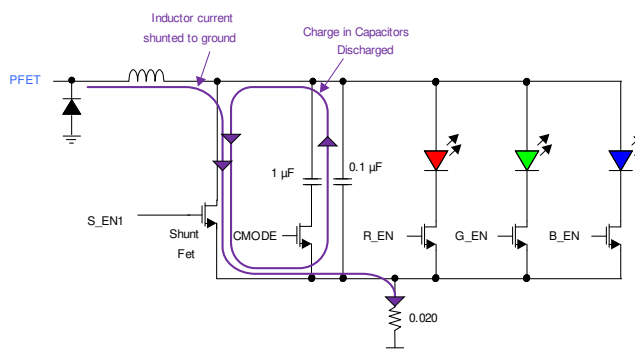 Inductor current
shunted to ground
Charge in Capacitors
Discharged
PFET
1 µF
0.1 µF
S_EN1
Shunt
Fet
CMODE
R_EN
G_EN
B_EN
0.020